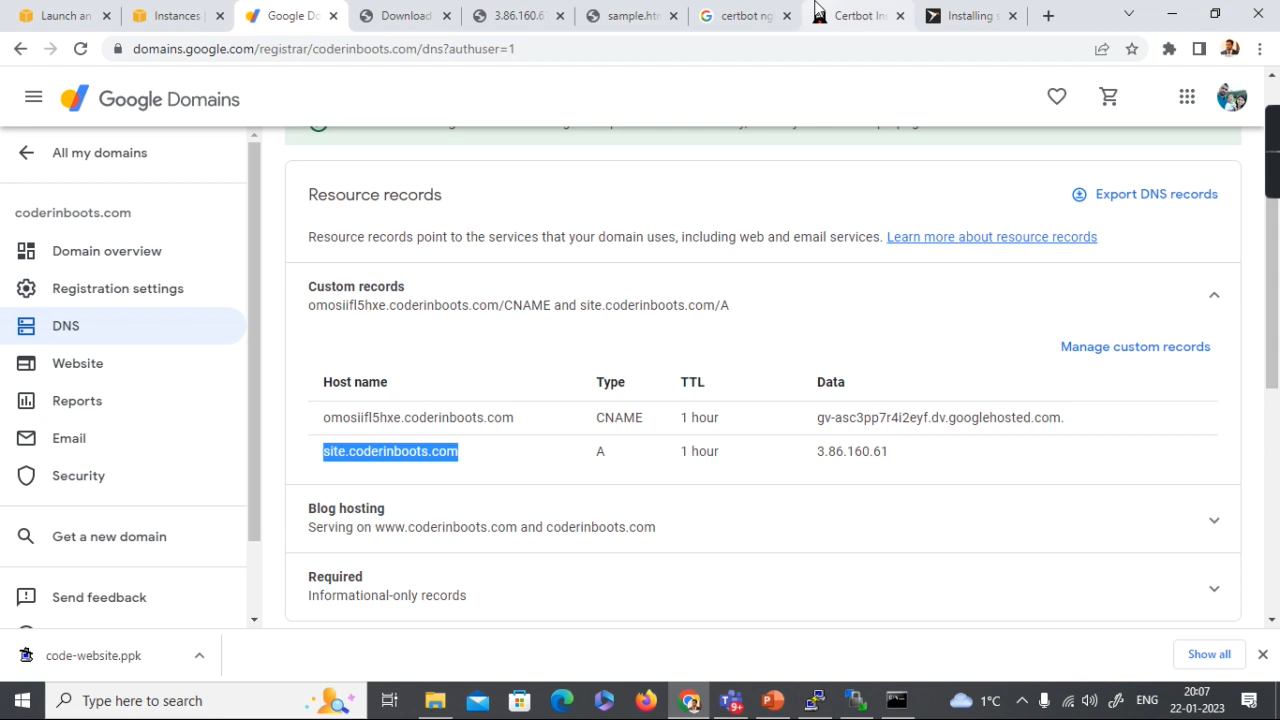 Launch an
Instances |
Google Do
Download
3.86.160.6
sample.htm
certbot ng
Certbot Ins
Installing s
domains.google.com/registrar/coderinboots.com/dns?authuser=1
Google Domains
All my domains
coderinboots.com
Domain overview
Registration settings
DNS
Website
Reports
Email
Security
Get a new domain
Send feedback
Resource records
Export DNS records
Resource records point to the services that your domain uses, including web and email services. Learn more about resource records
Custom records
omosiifl5hxe.coderinboots.com/CNAME and site.coderinboots.com/A
Manage custom records
Host name Type TTL Data
omosiifl5hxe.coderinboots.com CNAME 1 hour gv-asc3pp7r4i2eyf.dv.googlehosted.com.
site.coderinboots.com A 1 hour 3.86.160.61
Blog hosting
Serving on www.coderinboots.com and coderinboots.com
Required
Informational-only records
code-website.ppk
Show all
Type here to search
1°C
ENG
20:07
22-01-2023